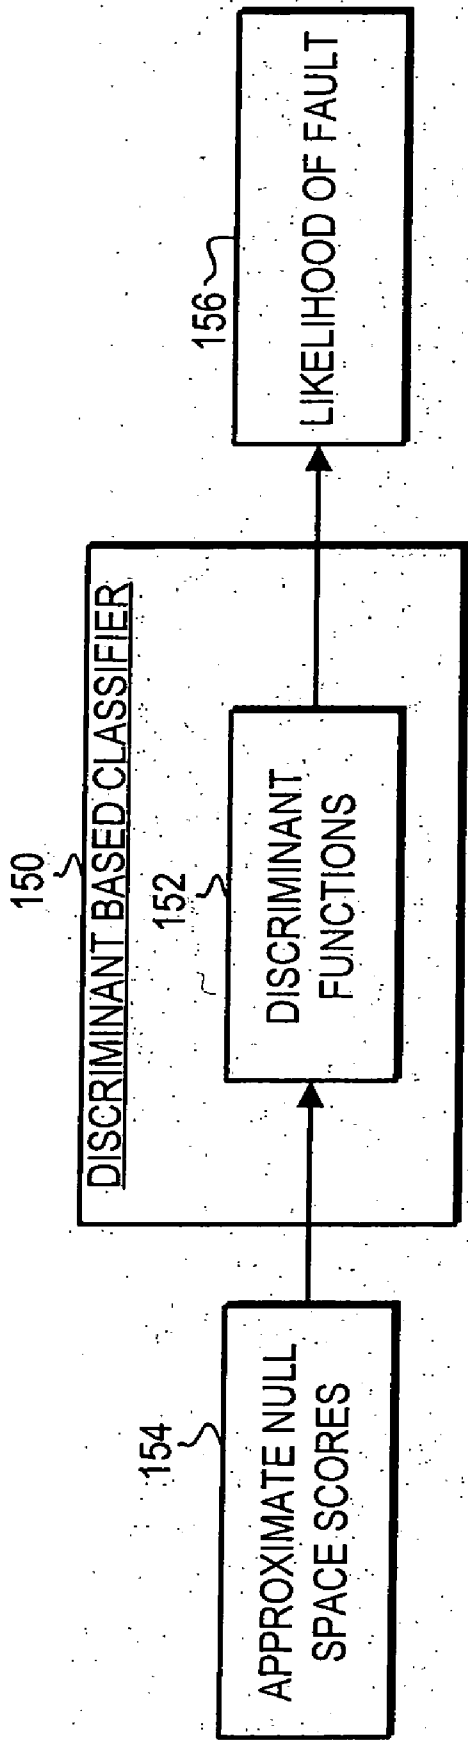 150
DISCRIMINANT BASED CLASSIFIER
154
APPROXIMATE NULL
SPACE SCORES
152
DISCRIMINANT
FUNCTIONS
156
LIKELIHOOD OF FAULT